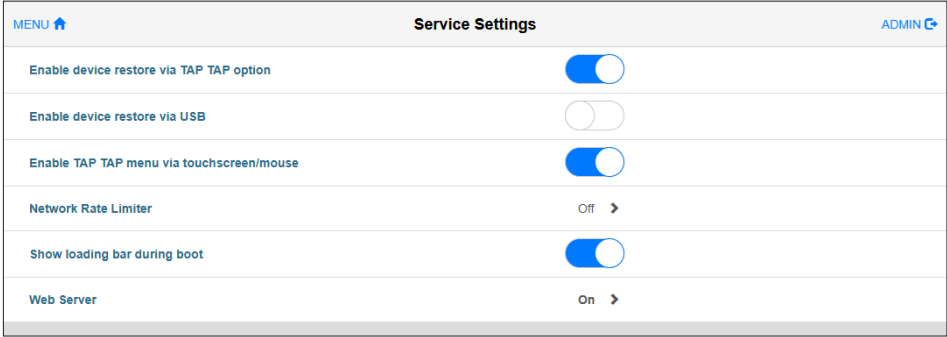 MENU
Service Settings
ADMIN
Enable device restore via TAP TAP option
Enable device restore via USB
Enable TAP TAP menu via touchscreen/mouse
Network Rate Limiter Off
Show loading bar during boot
Web Server On